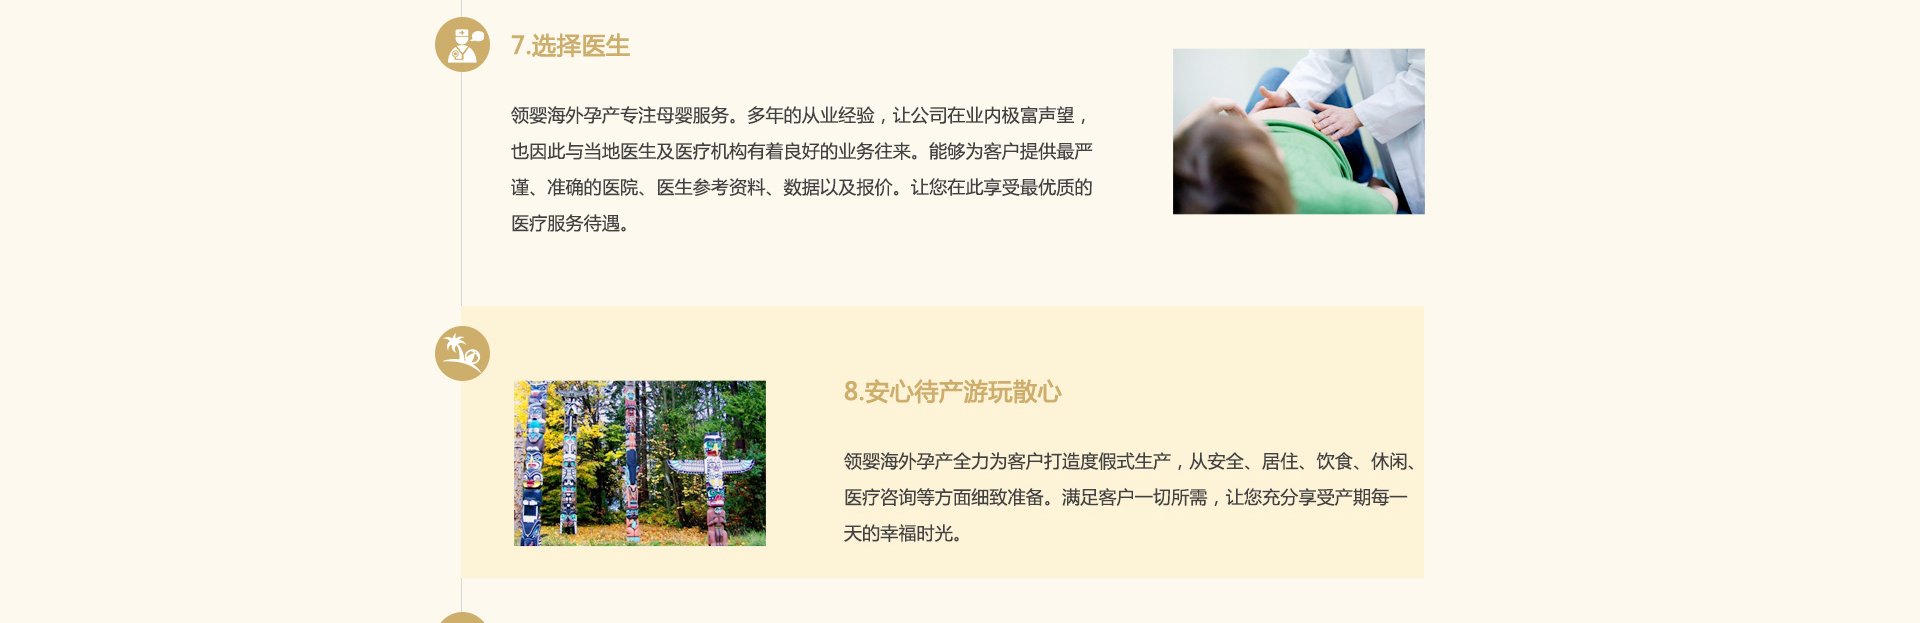 7.选择医生
领婴海外孕产专注母婴服务。多年的从业经验，让公司在业内极富声望，
也因此与当地医生及医疗机构有着良好的业务往来。能够为客户提供最严
谨、准确的医院、医生参考资料、数据以及报价。让您在此享受最优质的
医疗服务待遇。
8.安心待产游玩散心
领婴海外孕产全力为客户打造度假式生产，从安全、居住、饮食、休闲、
医疗咨询等方面细致准备。满足客户一切所需，让您充分享受产期每一
天的幸福时光。